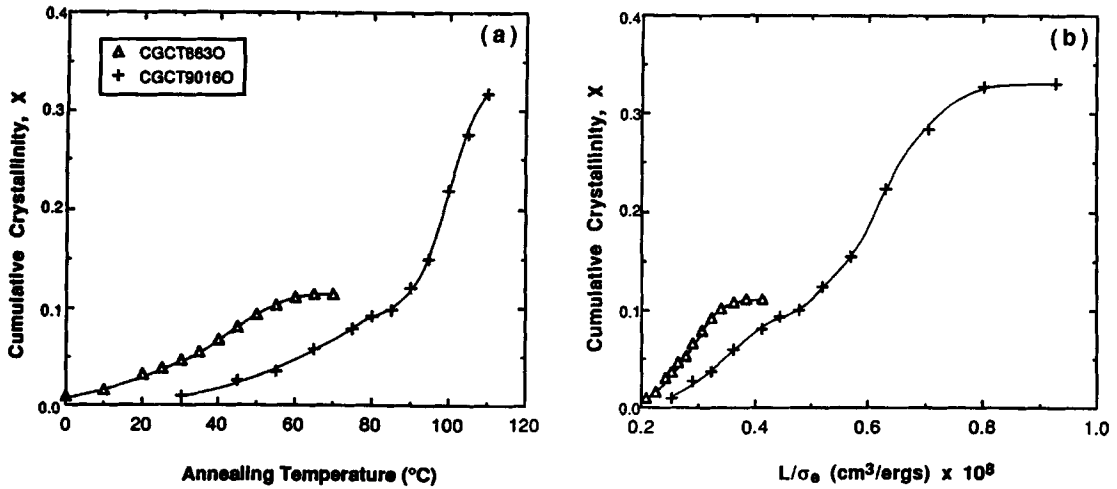 (a)
CGCT863O
CGCT9016O
0.4
0.3
0.2
0.1
0.0
0 20 40 60 80 100 120
Cumulative Crystallinity, X
Annealing Temperature (°C)
(b)
0.4
0.3
0.2
0.1
0.0
0.2 0.4 0.6 0.8 1.0
Cumulative Crystallinity, X
L/σe (cm3/ergs) x 108